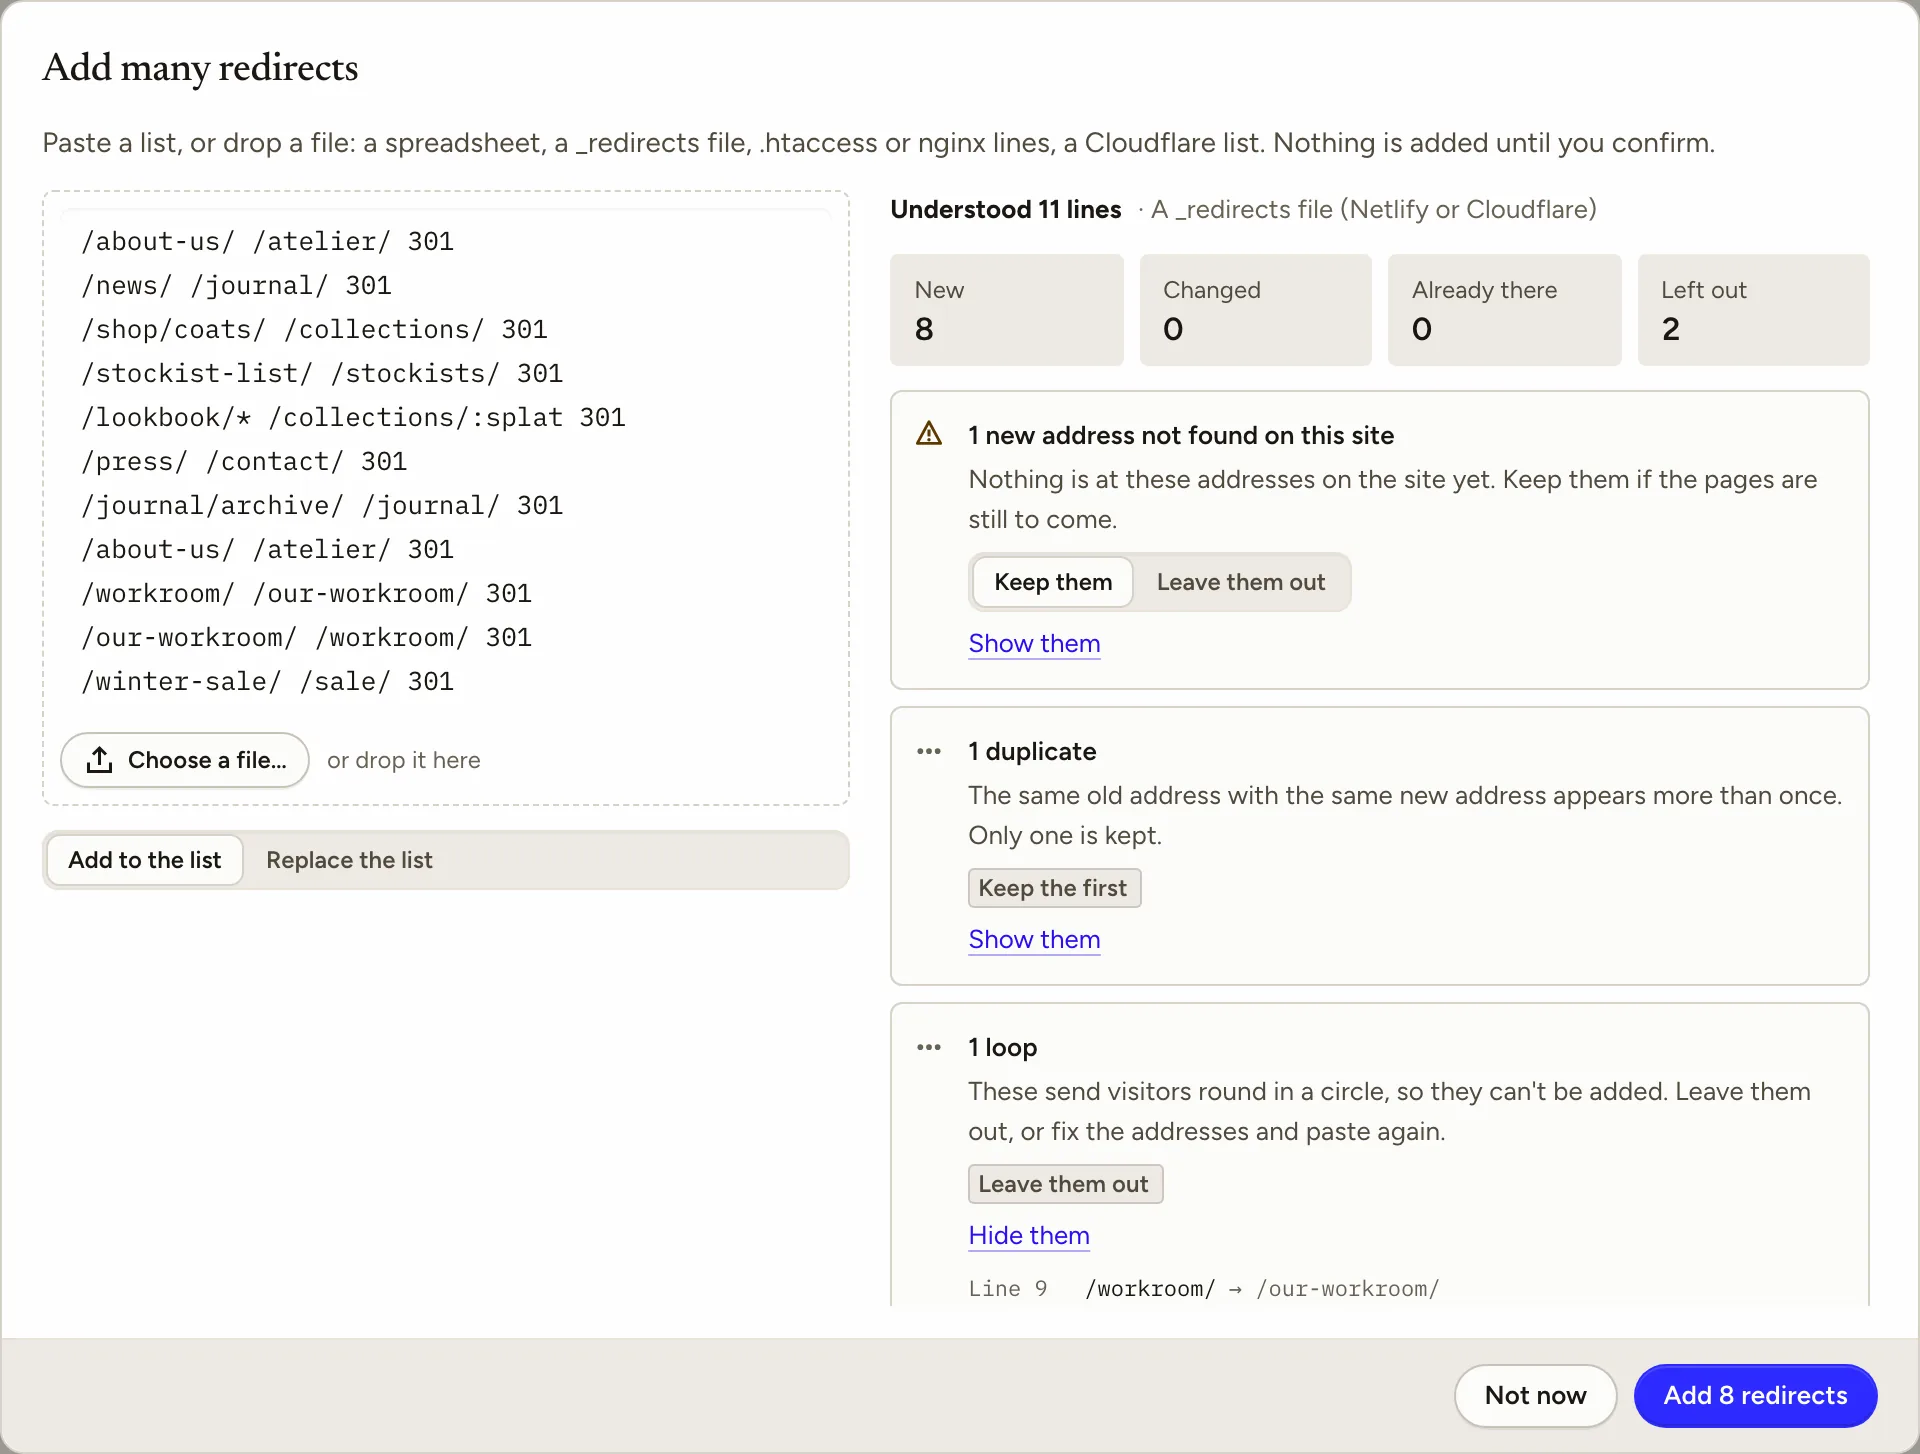 Add many redirects
Paste a list, or drop a file: a spreadsheet, a _redirects file, .htaccess or nginx lines, a Cloudflare list. Nothing is added until you confirm.
/about-us/ /atelier/ 301
/news/ /journal/ 301
/shop/coats/ /collections/ 301
/stockist-list/ /stockists/ 301
/lookbook/* /collections/:splat 301
/press/ /contact/ 301
/journal/archive/ /journal/ 301
/about-us/ /atelier/ 301
/workroom/ /our-workroom/ 301
/our-workroom/ /workroom/ 301
/winter-sale/ /sale/ 301
Choose a file... or drop it here
Add to the list Replace the list
Understood 11 lines · A _redirects file (Netlify or Cloudflare)
New
8
Changed
0
Already there
0
Left out
2
1 new address not found on this site
Nothing is at these addresses on the site yet. Keep them if the pages are
still to come.
Keep them Leave them out
Show them
1 duplicate
The same old address with the same new address appears more than once.
Only one is kept.
Keep the first
Show them
1 loop
These send visitors round in a circle, so they can't be added. Leave them
out, or fix the addresses and paste again.
Leave them out
Hide them
Line 9 /workroom/ → /our-workroom/
Not now Add 8 redirects